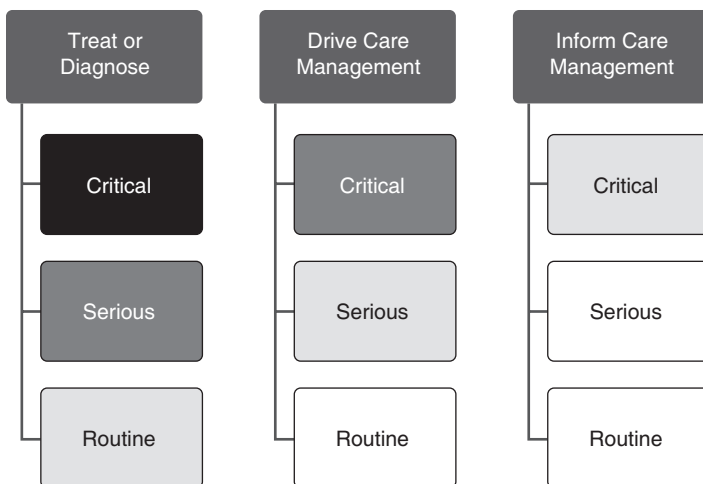 Treat or
Diagnose
Critical
Serious
Routine
Drive Care
Management
Critical
Serious
Routine
Inform Care
Management
Critical
Serious
Routine